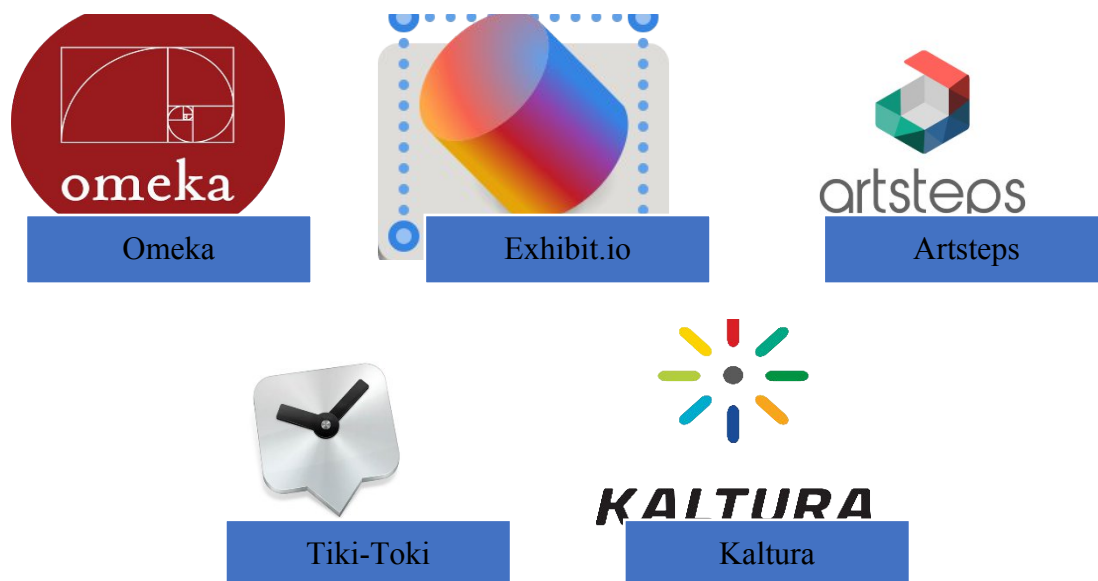 omeka
artsteps
Omeka
Exhibit.io
Artsteps
KALTURA
Tiki-Toki
Kaltura